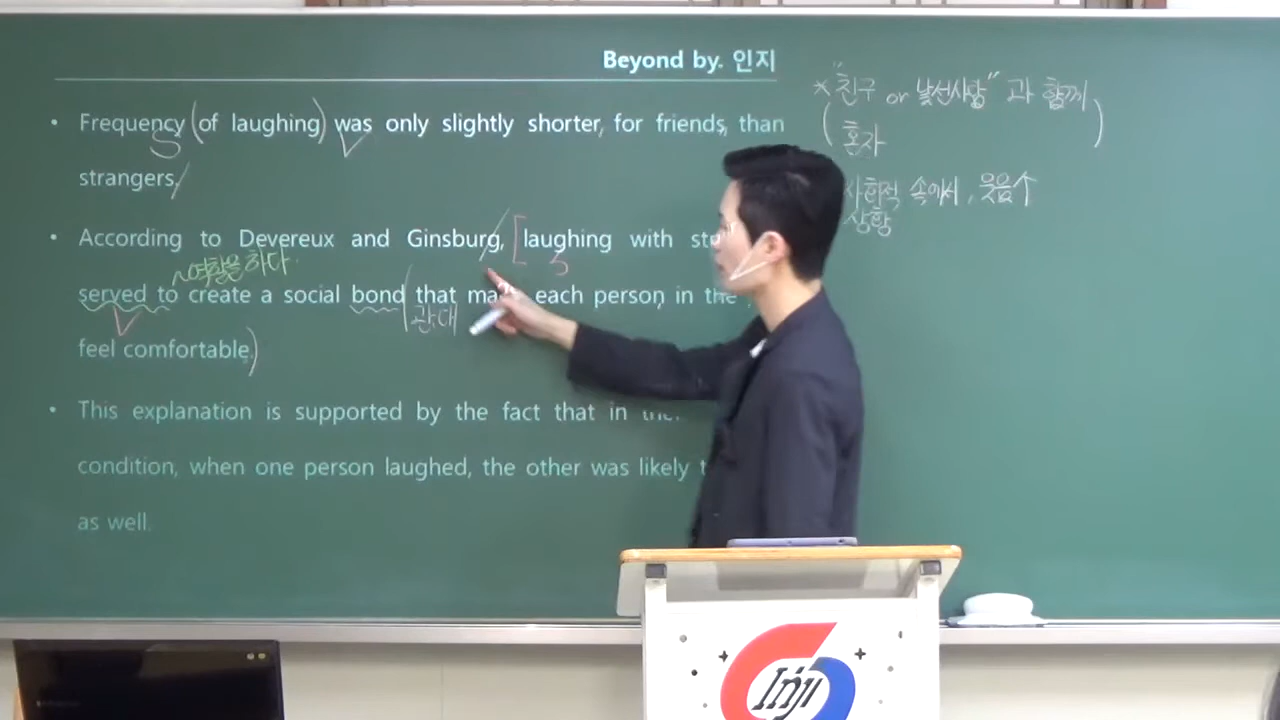 Beyond by. 인지
• Frequency (of laughing) was only slightly shorter, for friends, than
strangers,
• According to Devereux and Ginsburg, [laughing with
served to create a social bond that each person, in the
feel comfortable.)
• This explanation is supported by the fact that in
condition, when one person laughed, the other was likely
as well.
S
V
~역할을 하다.
S
V
관.대
* "친구 or 낯선사람" 과 함께
( 혼자 )
사회적 속에서, 웃음↑
상황
Inji